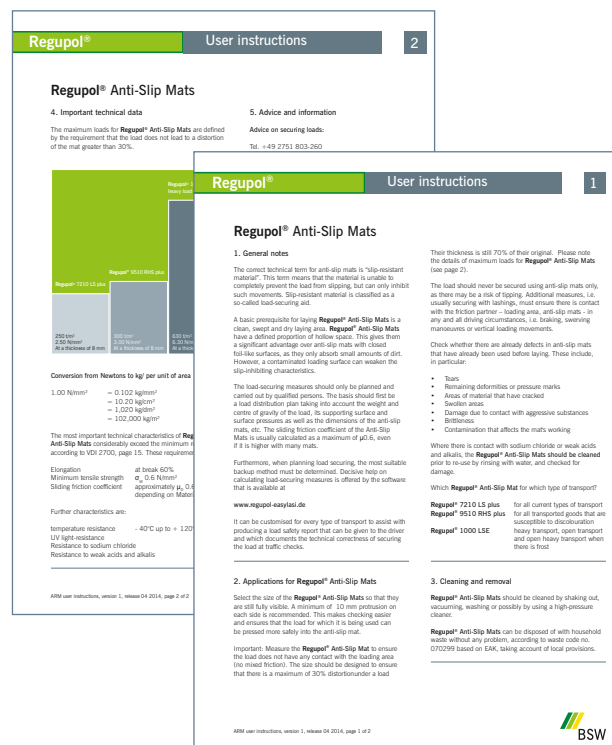 Regupol® User instructions 2
Regupol® Anti-Slip Mats
4. Important technical data
The maximum loads for Regupol® Anti-Slip Mats are defined
by the requirement that the load does not lead to a distortion
of the mat greater than 30%.
5. Advice and information
Advice on securing loads:
Tel. +49 2751 803-260
Regupol®
heavy load
Regupol® 9510 RHS plus
Regupol® 7210 LS plus
250 t/m²
2.50 N/mm²
At a thickness of 8 mm
300 t/m²
3.00 N/mm²
At a thickness of 8 mm
630 t/
6.30 N/
At a thick
Conversion from Newtons to kg/ per unit of area
1.00 N/mm² = 0.102 kg/mm²
= 10.20 kg/cm²
= 1,020 kg/dm²
= 102,000 kg/m²
The most important technical characteristics of Reg
Anti-Slip Mats considerably exceed the minimum r
according to VDI 2700, page 15. These requiremen
Elongation at break 60%
Minimum tensile strength 0.6 N/mm²
Sliding friction coefficient approximately
depending on Materi
Further characteristics are:
temperature resistance - 40°C up to + 120°
UV light-resistance
Resistance to sodium chloride
Resistance to weak acids and alkalis
ARM user instructions, version 1, release 04 2014, page 2 of 2
Regupol® User instructions 1
Regupol® Anti-Slip Mats
1. General notes
The correct technical term for anti-slip mats is "slip-resistant
material". This term means that the material is unable to
completely prevent the load from slipping, but can only inhibit
such movements. Slip-resistant material is classified as a
so-called load-securing aid.
A basic prerequisite for laying Regupol® Anti-Slip Mats is a
clean, swept and dry laying area. Regupol® Anti-Slip Mats
have a defined proportion of hollow space. This gives them
a significant advantage over anti-slip mats with closed
foil-like surfaces, as they only absorb small amounts of dirt.
However, a contaminated loading surface can weaken the
slip-inhibiting characteristics.
The load-securing measures should only be planned and
carried out by qualified persons. The basis should first be
a load distribution plan taking into account the weight and
centre of gravity of the load, its supporting surface and
surface pressures as well as the dimensions of the anti-slip
mats, etc. The sliding friction coefficient of the Anti-Slip
Mats is usually calculated as a maximum of µ0.6, even
if it is higher with many mats.
Furthermore, when planning load securing, the most suitable
backup method must be determined. Decisive help on
calculating load-securing measures is offered by the software
that is available at
www.regupol-easylasi.de
It can be customised for every type of transport to assist with
producing a load safety report that can be given to the driver
and which documents the technical correctness of securing
the load at traffic checks.
2. Applications for Regupol® Anti-Slip Mats
Select the size of the Regupol® Anti-Slip Mats so that they
are still fully visible. A minimum of 10 mm protrusion on
each side is recommended. This makes checking easier
and ensures that the load for which it is being used can
be pressed more safely into the anti-slip mat.
Important: Measure the Regupol® Anti-Slip Mat to ensure
the load does not have any contact with the loading area
(no mixed friction). The size should be designed to ensure
that there is a maximum of 30% distortionunder a load
Their thickness is still 70% of their original. Please note
the details of maximum loads for Regupol® Anti-Slip Mats
(see page 2).
The load should never be secured using anti-slip mats only,
as there may be a risk of tipping. Additional measures, i.e.
usually securing with lashings, must ensure there is contact
with the friction partner – loading area, anti-slip mats - in
any and all driving circumstances, i.e. braking, swerving
manoeuvres or vertical loading movements.
Check whether there are already defects in anti-slip mats
that have already been used before laying. These include,
in particular:
• Tears
• Remaining deformities or pressure marks
• Areas of material that have cracked
• Swollen areas
• Damage due to contact with aggressive substances
• Brittleness
• Contamination that affects the mat's working
Where there is contact with sodium chloride or weak acids
and alkalis, the Regupol® Anti-Slip Mats should be cleaned
prior to re-use by rinsing with water, and checked for
damage.
Which Regupol® Anti-Slip Mat for which type of transport?
Regupol® 7210 LS plus for all current types of transport
Regupol® 9510 RHS plus for all transported goods that are
susceptible to discolouration
Regupol® 1000 LSE heavy transport, open transport
and open heavy transport when
there is frost
3. Cleaning and removal
Regupol® Anti-Slip Mats should be cleaned by shaking out,
vacuuming, washing or possibly by using a high-pressure
cleaner.
Regupol® Anti-Slip Mats can be disposed of with household
waste without any problem, according to waste code no.
070299 based on EAK, taking account of local provisions.
ARM user instructions, version 1, release 04 2014, page 1 of 2
BSW